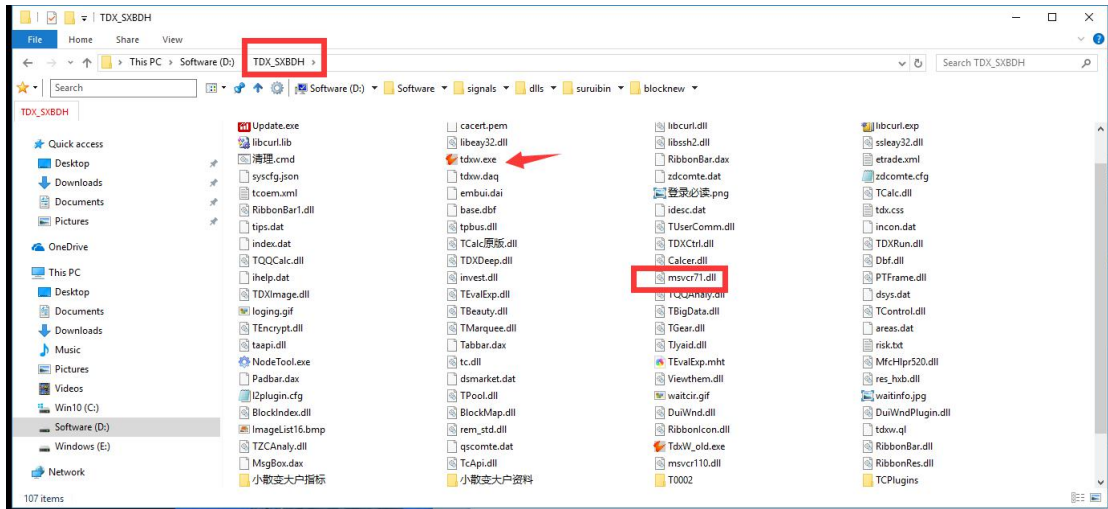 TDX_SXBDH
File Home Share View
This PC > Software (D:) TDX_SXBDH > Search TDX_SXBDH
Search Software (D:) Software signals dlls suruibin blocknew
TDX_SXBDH
Quick access
Desktop
Downloads
Documents
Pictures
OneDrive
This PC
Desktop
Documents
Downloads
Music
Pictures
Videos
Win10 (C:)
Software (D:)
Windows (E:)
Network
Update.exe cacert.pem libcurl.dll libcurl.exp
libcurl.lib libeay32.dll libssh2.dll ssleay32.dll
清理.cmd tdxw.exe RibbonBar.dax etrade.xml
syscfg.json tdxw.daq zdcomte.dat zdcomte.cfg
tcoem.xml embui.dai 登录必读.png TCalc.dll
RibbonBar1.dll base.dbf idesc.dat tdx.css
tips.dat tpbus.dll TUserComm.dll incon.dat
index.dat TCalc原版.dll TDXCtrl.dll TDXRun.dll
TQQCalc.dll TDXDeep.dll Calcer.dll Dbf.dll
ihelp.dat invest.dll msvcr71.dll PTFrame.dll
TDXImage.dll TEvalExp.dll TQQAnaly.dll dsys.dat
loging.gif TBeauty.dll TBigData.dll TControl.dll
TEncrypt.dll TMarquee.dll TGear.dll areas.dat
taapi.dll Tabbar.dax TJyaid.dll risk.txt
NodeTool.exe tc.dll TEvalExp.mht MfcHlpr520.dll
Padbar.dax dsmarket.dat Viewthem.dll res_hxb.dll
l2plugin.cfg TPool.dll waitcir.gif waitinfo.jpg
BlockIndex.dll BlockMap.dll DuiWnd.dll DuiWndPlugin.dll
ImageList16.bmp rem_std.dll RibbonIcon.dll tdxw.ql
TZCAnaly.dll qscomte.dat TdxW_old.exe RibbonBar.dll
MsgBox.dax TcApi.dll msvcr110.dll RibbonRes.dll
小散变大户指标 小散变大户资料 T0002 TCPlugins
107 items